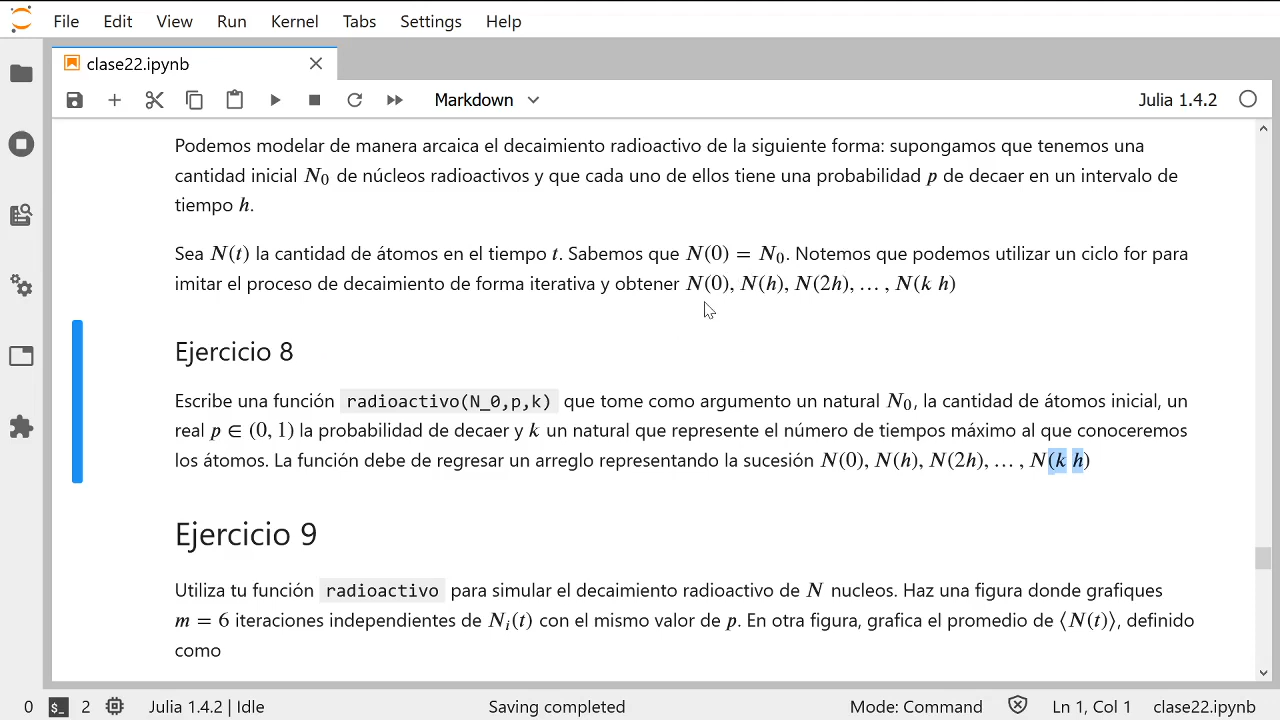 File Edit View Run Kernel Tabs Settings Help
clase22.ipynb
Markdown
Julia 1.4.2
Podemos modelar de manera arcaica el decaimiento radioactivo de la siguiente forma: supongamos que tenemos una
cantidad inicial N₀ de núcleos radioactivos y que cada uno de ellos tiene una probabilidad p de decaer en un intervalo de
tiempo h.
Sea N(t) la cantidad de átomos en el tiempo t. Sabemos que N(0) = N₀. Notemos que podemos utilizar un ciclo for para
imitar el proceso de decaimiento de forma iterativa y obtener N(0), N(h), N(2h), … , N(k h)
Ejercicio 8
Escribe una función radioactivo(N_0,p,k) que tome como argumento un natural N₀, la cantidad de átomos inicial, un
real p ∈ (0, 1) la probabilidad de decaer y k un natural que represente el número de tiempos máximo al que conoceremos
los átomos. La función debe de regresar un arreglo representando la sucesión N(0), N(h), N(2h), … , N(k h)
Ejercicio 9
Utiliza tu función radioactivo para simular el decaimiento radioactivo de N nucleos. Haz una figura donde grafiques
m = 6 iteraciones independientes de Nᵢ(t) con el mismo valor de p. En otra figura, grafica el promedio de ⟨N(t)⟩, definido
como
0 $_ 2 Julia 1.4.2 | Idle Saving completed Mode: Command Ln 1, Col 1 clase22.ipynb